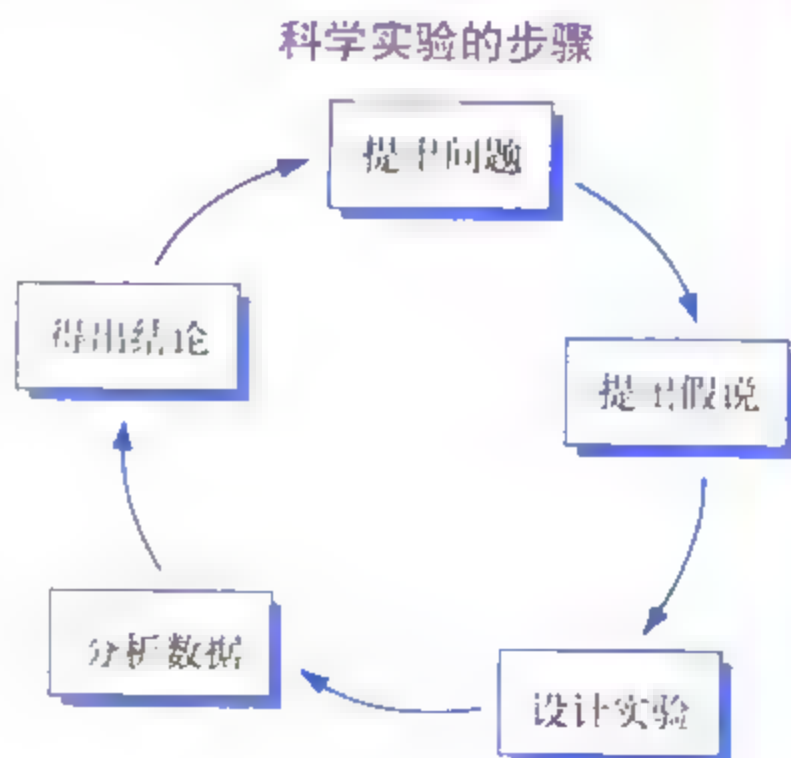 科学实验的步骤
提出问题
提出假说
设计实验
分析数据
得出结论